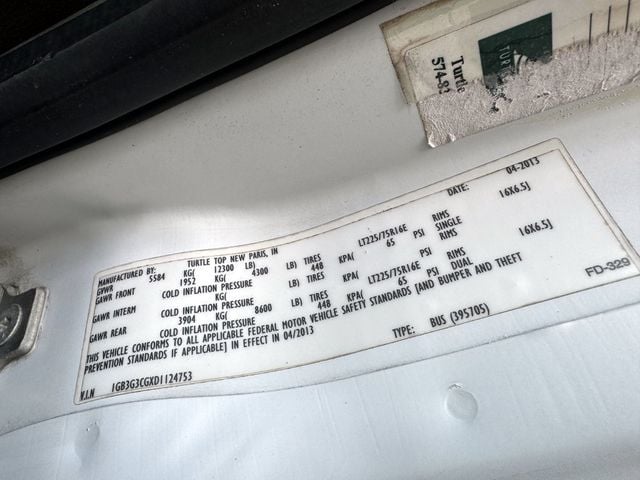 TURT
Turtle
574-83
MANUFACTURED BY: TURTLE TOP NEW PARIS, IN DATE: 04-2013
GVWR 5584 KG( 12300 LB)
GAWR FRONT 1952 KG( 4300 LB) TIRES LT225/75R16E RIMS 16X6.5J
COLD INFLATION PRESSURE 448 KPA( 65 PSI SINGLE
GAWR INTERM KG( LB) TIRES RIMS
COLD INFLATION PRESSURE KPA( PSI
GAWR REAR 3904 KG( 8600 LB) TIRES LT225/75R16E RIMS 16X6.5J
COLD INFLATION PRESSURE 448 KPA( 65 PSI DUAL
THIS VEHICLE CONFORMS TO ALL APPLICABLE FEDERAL MOTOR VEHICLE SAFETY STANDARDS [AND BUMPER AND THEFT
PREVENTION STANDARDS IF APPLICABLE] IN EFFECT IN 04/2013 FD-329
V.I.N 1GB3G3CGXD1124753 TYPE: BUS (395705)